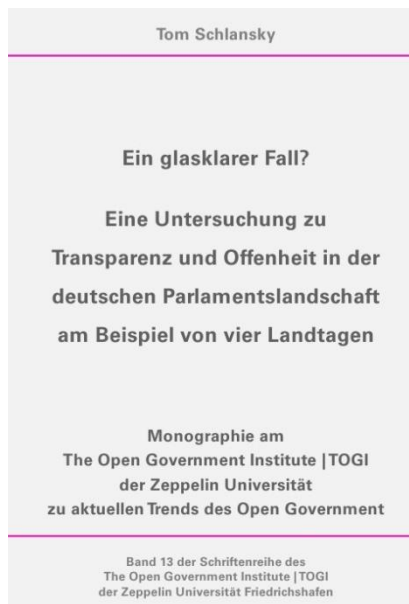 Tom Schlansky
Ein glasklarer Fall?
Eine Untersuchung zu
Transparenz und Offenheit in der
deutschen Parlamentslandschaft
am Beispiel von vier Landtagen
Monographie am
The Open Government Institute | TOGI
der Zeppelin Universität
zu aktuellen Trends des Open Government
Band 13 der Schriftenreihe des
The Open Government Institute | TOGI
der Zeppelin Universität Friedrichshafen